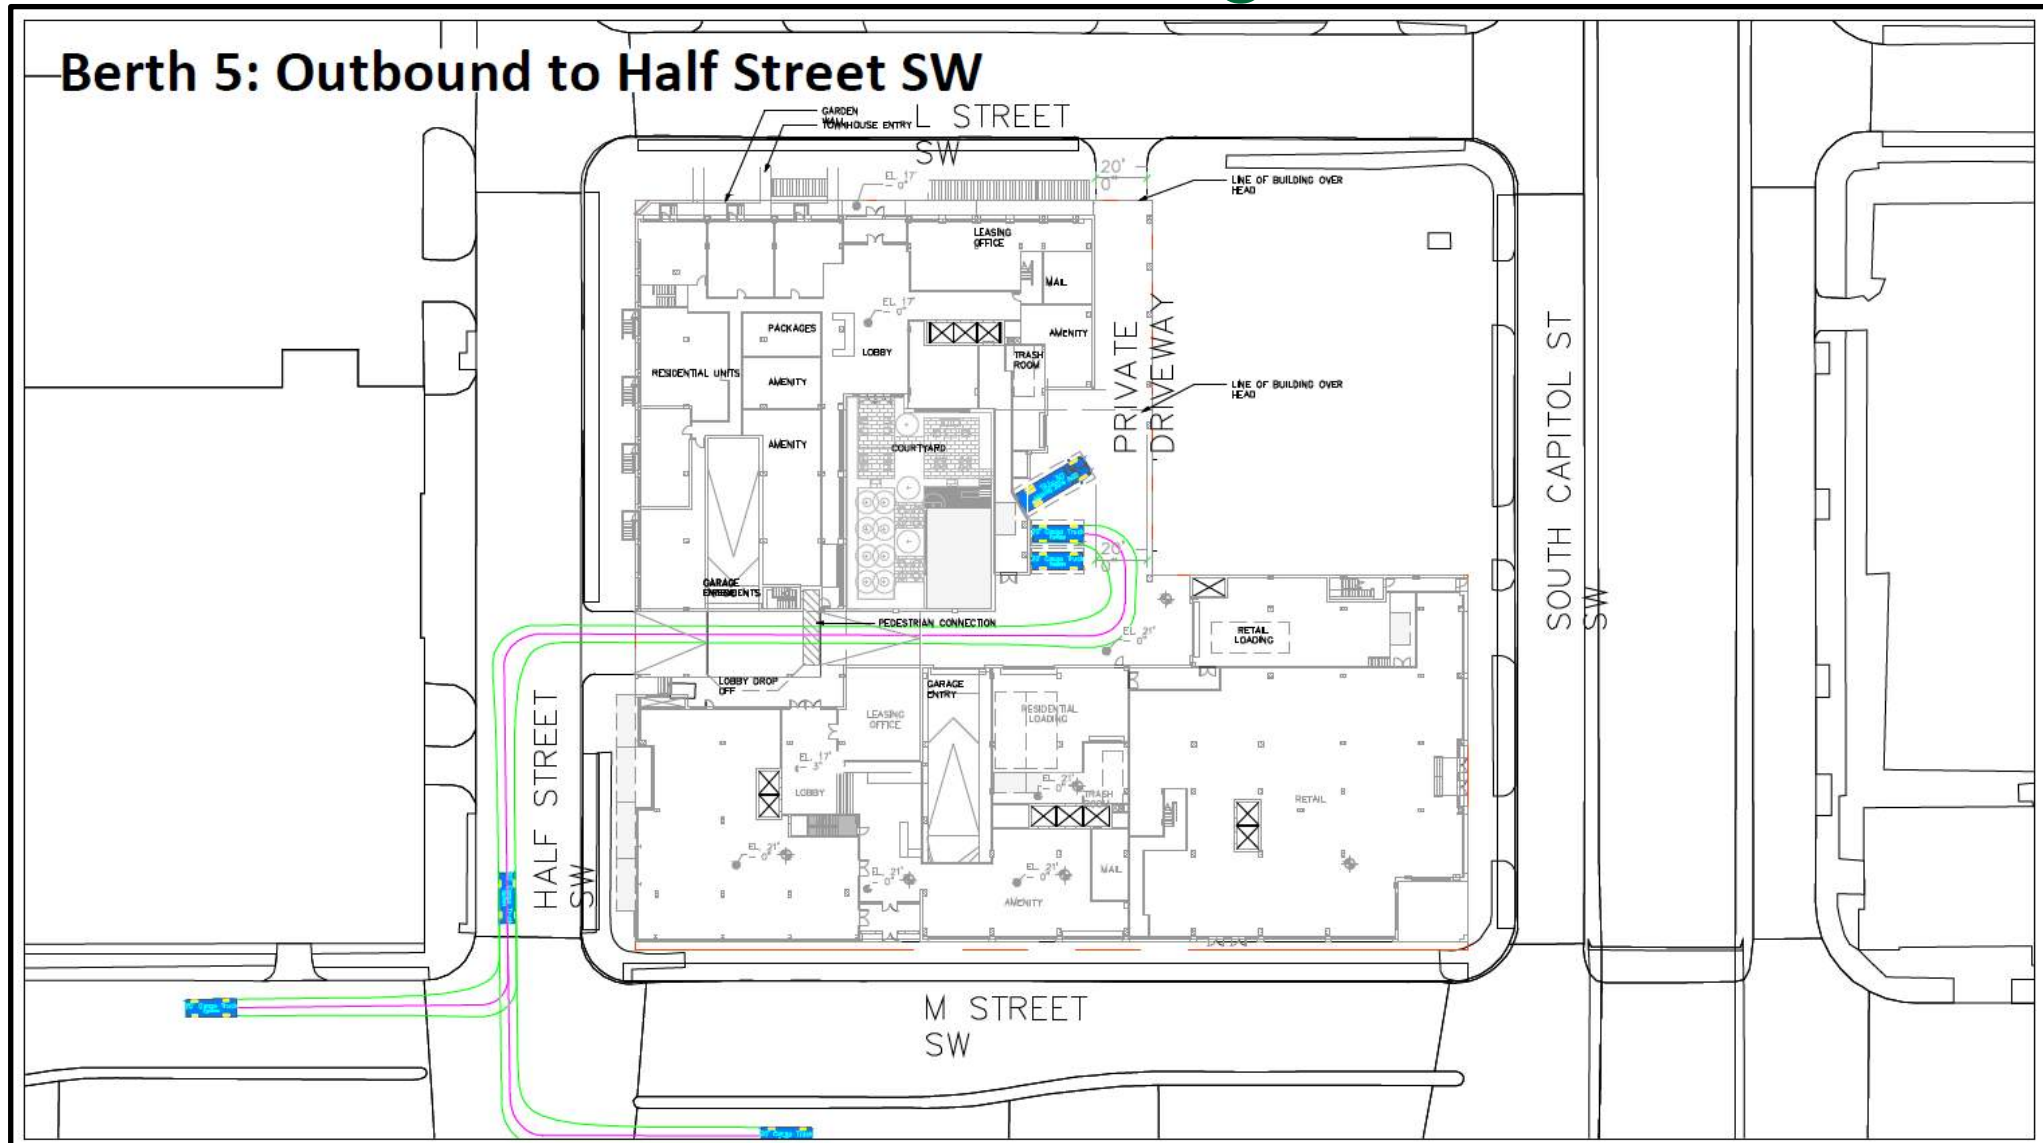 Berth 5: Outbound to Half Street SW
GARDEN
WALL
TOWNHOUSE ENTRY
L STREET
SW
20'
0"
EL. 17'
- 0"
LINE OF BUILDING OVER
HEAD
LEASING
OFFICE
MAIL
EL. 17'
- 0"
PACKAGES
LOBBY
AMENITY
TRASH
ROOM
PRIVATE
DRIVEWAY
RESIDENTIAL UNITS
AMENITY
LINE OF BUILDING OVER
HEAD
AMENITY
COURTYARD
SOUTH CAPITOL ST
SW
20'
0"
GARAGE
PEDESTRIAN CONNECTION
EL. 21'
- 0"
RETAIL
LOADING
LOBBY DROP
OFF
GARAGE
ENTRY
LEASING
OFFICE
RESIDENTIAL
LOADING
HALF STREET
SW
EL. 17'
- 3"
LOBBY
EL. 21'
- 0"
TRASH
RETAIL
EL. 21'
- 0"
EL. 21'
- 0"
EL. 21'
- 0"
MAIL
AMENITY
M STREET
SW